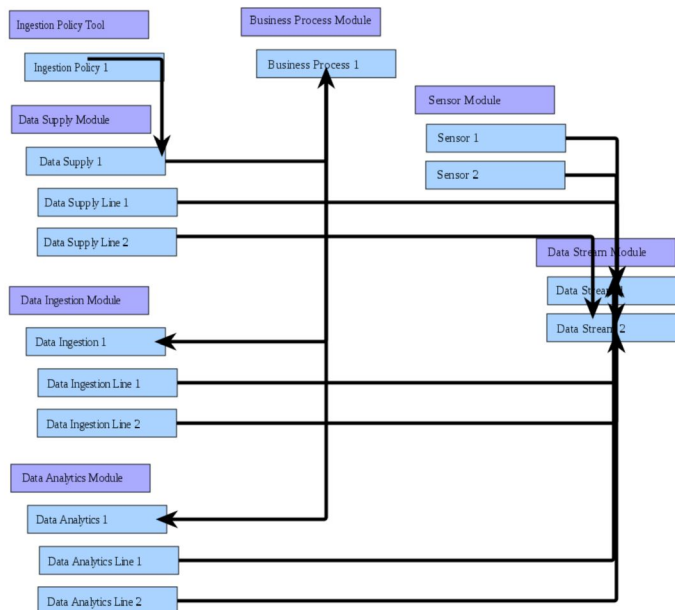 Ingestion Policy Tool
Ingestion Policy 1
Business Process Module
Business Process 1
Data Supply Module
Data Supply 1
Data Supply Line 1
Data Supply Line 2
Sensor Module
Sensor 1
Sensor 2
Data Stream Module
Data Stream 1
Data Stream 2
Data Ingestion Module
Data Ingestion 1
Data Ingestion Line 1
Data Ingestion Line 2
Data Analytics Module
Data Analytics 1
Data Analytics Line 1
Data Analytics Line 2